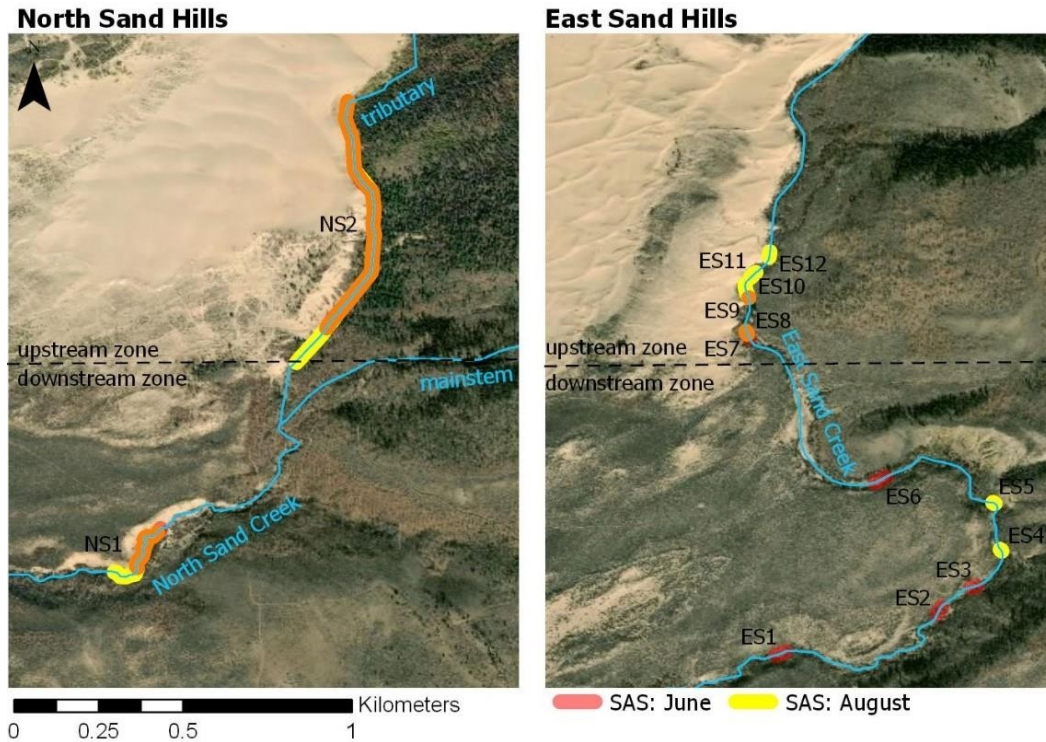 North Sand Hills
N
tributary
NS2
upstream zone
downstream zone
mainstem
NS1
North Sand Creek
Kilometers
0 0.25 0.5 1
East Sand Hills
ES11
ES12
ES10
ES9
ES8
ES7
upstream zone
downstream zone
East Sand Creek
ES6
ES5
ES4
ES3
ES2
ES1
SAS: June SAS: August